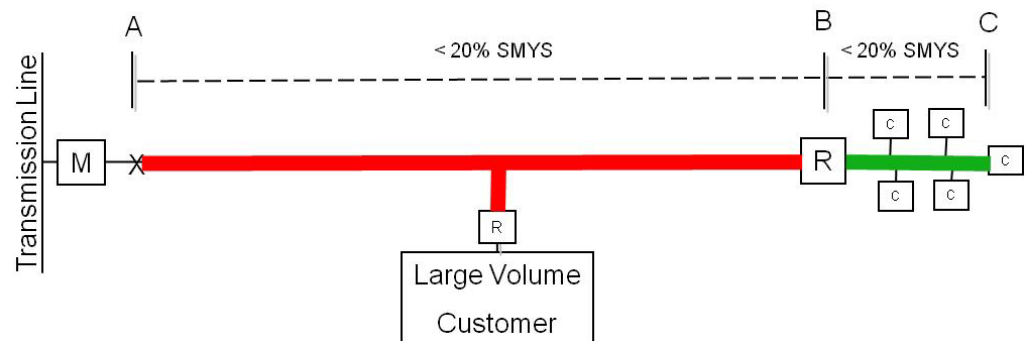 A
B
C
< 20% SMYS
< 20% SMYS
Transmission Line
M
X
R
C
C
C
C
C
R
Large Volume
Customer